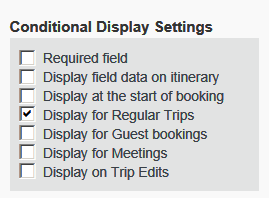 Conditional Display Settings
Required field
Display field data on itinerary
Display at the start of booking
Display for Regular Trips
Display for Guest bookings
Display for Meetings
Display on Trip Edits